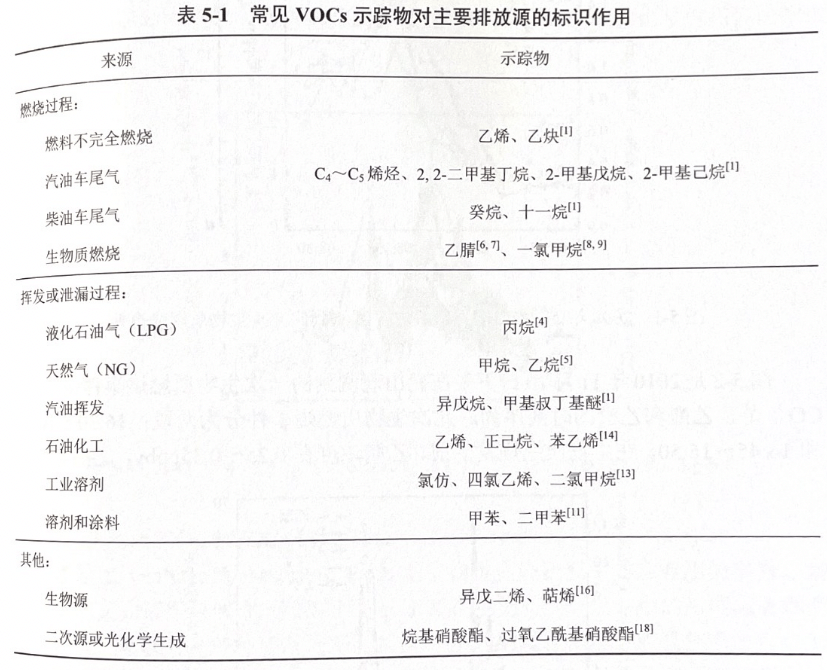 表 5-1 常见 VOCs 示踪物对主要排放源的标识作用
来源 示踪物
燃烧过程：
燃料不完全燃烧 乙烯、乙炔[1]
汽油车尾气 C₄～C₅ 烯烃、2, 2-二甲基丁烷、2-甲基戊烷、2-甲基己烷[1]
柴油车尾气 癸烷、十一烷[1]
生物质燃烧 乙腈[6, 7]、一氯甲烷[8, 9]
挥发或泄漏过程：
液化石油气（LPG） 丙烷[4]
天然气（NG） 甲烷、乙烷[5]
汽油挥发 异戊烷、甲基叔丁基醚[1]
石油化工 乙烯、正己烷、苯乙烯[14]
工业溶剂 氯仿、四氯乙烯、二氯甲烷[13]
溶剂和涂料 甲苯、二甲苯[11]
其他：
生物源 异戊二烯、萜烯[16]
二次源或光化学生成 烷基硝酸酯、过氧乙酰基硝酸酯[18]